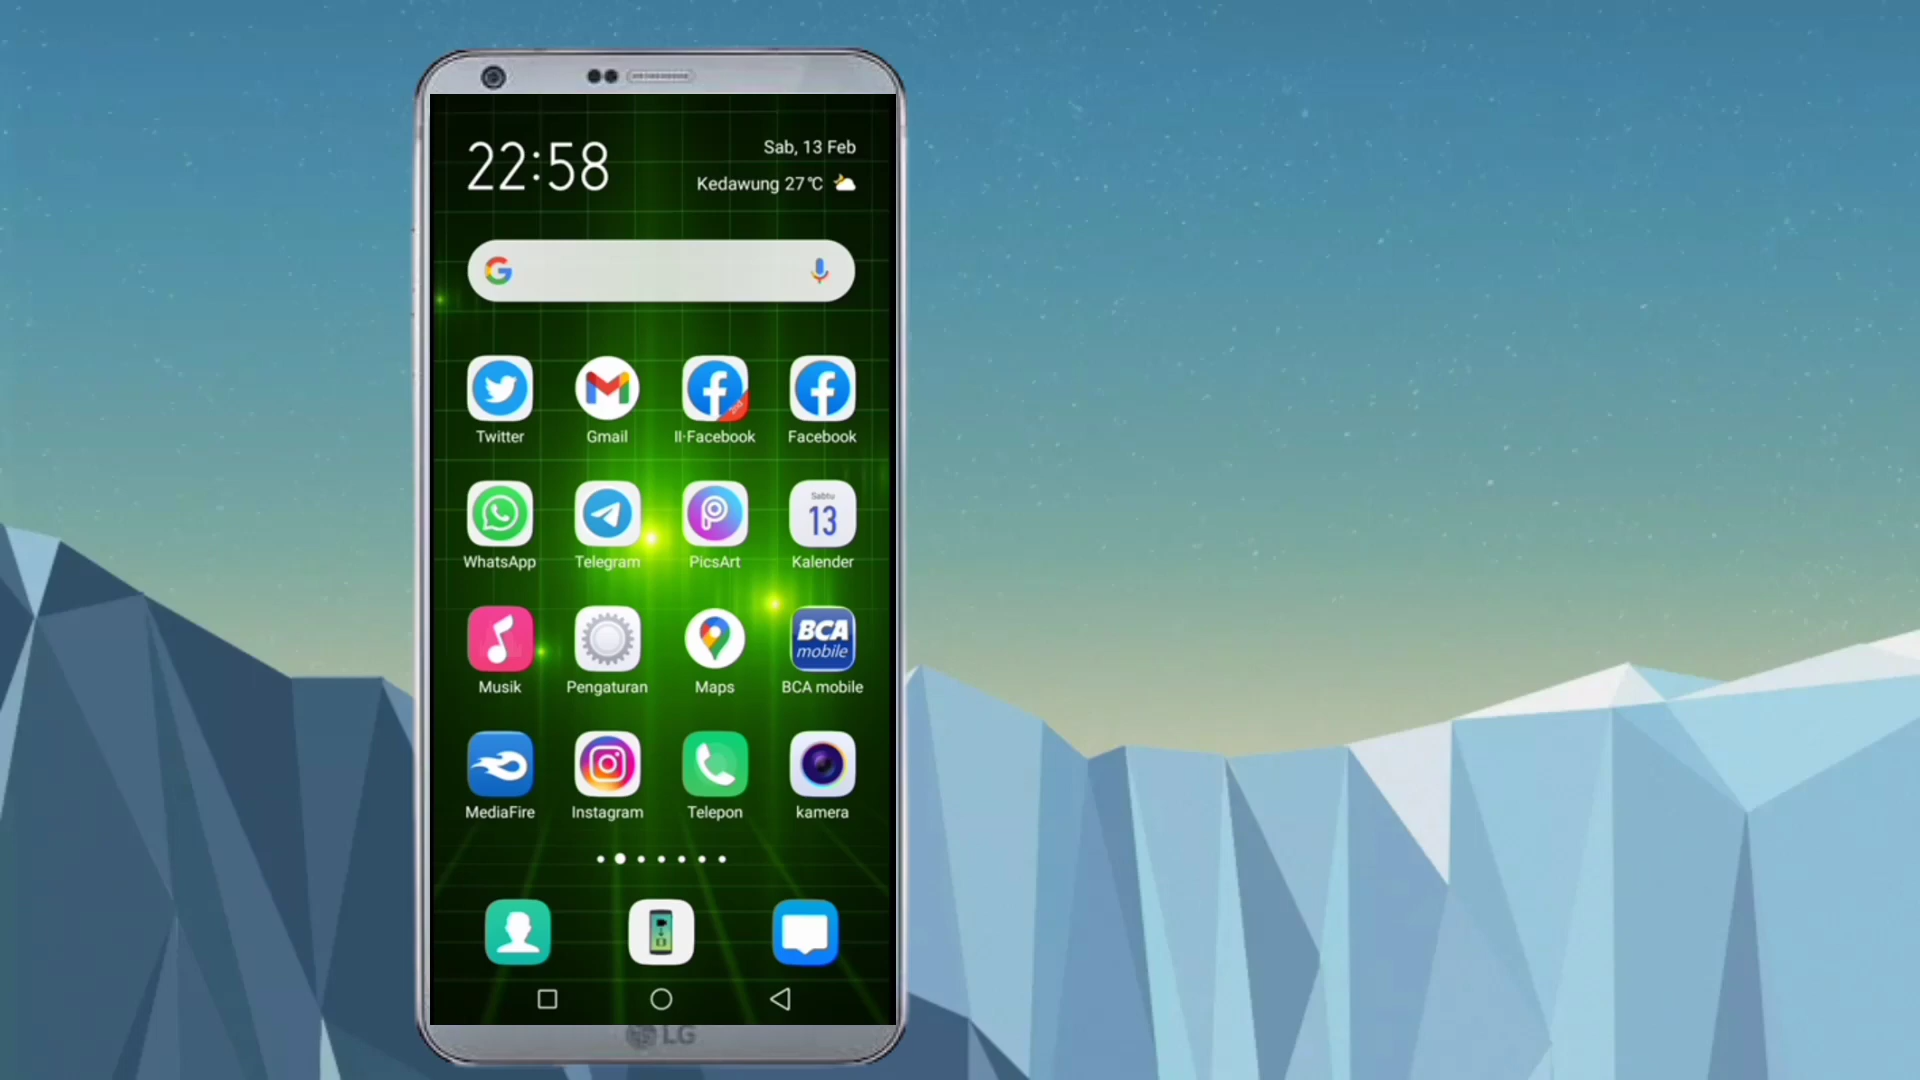 22:58
Sab, 13 Feb
Kedawung 27°C
Twitter
Gmail
II·Facebook
Facebook
WhatsApp
Telegram
PicsArt
Sabtu
13
Kalender
BCA
mobile
Musik
Pengaturan
Maps
BCA mobile
MediaFire
Instagram
Telepon
kamera
LG